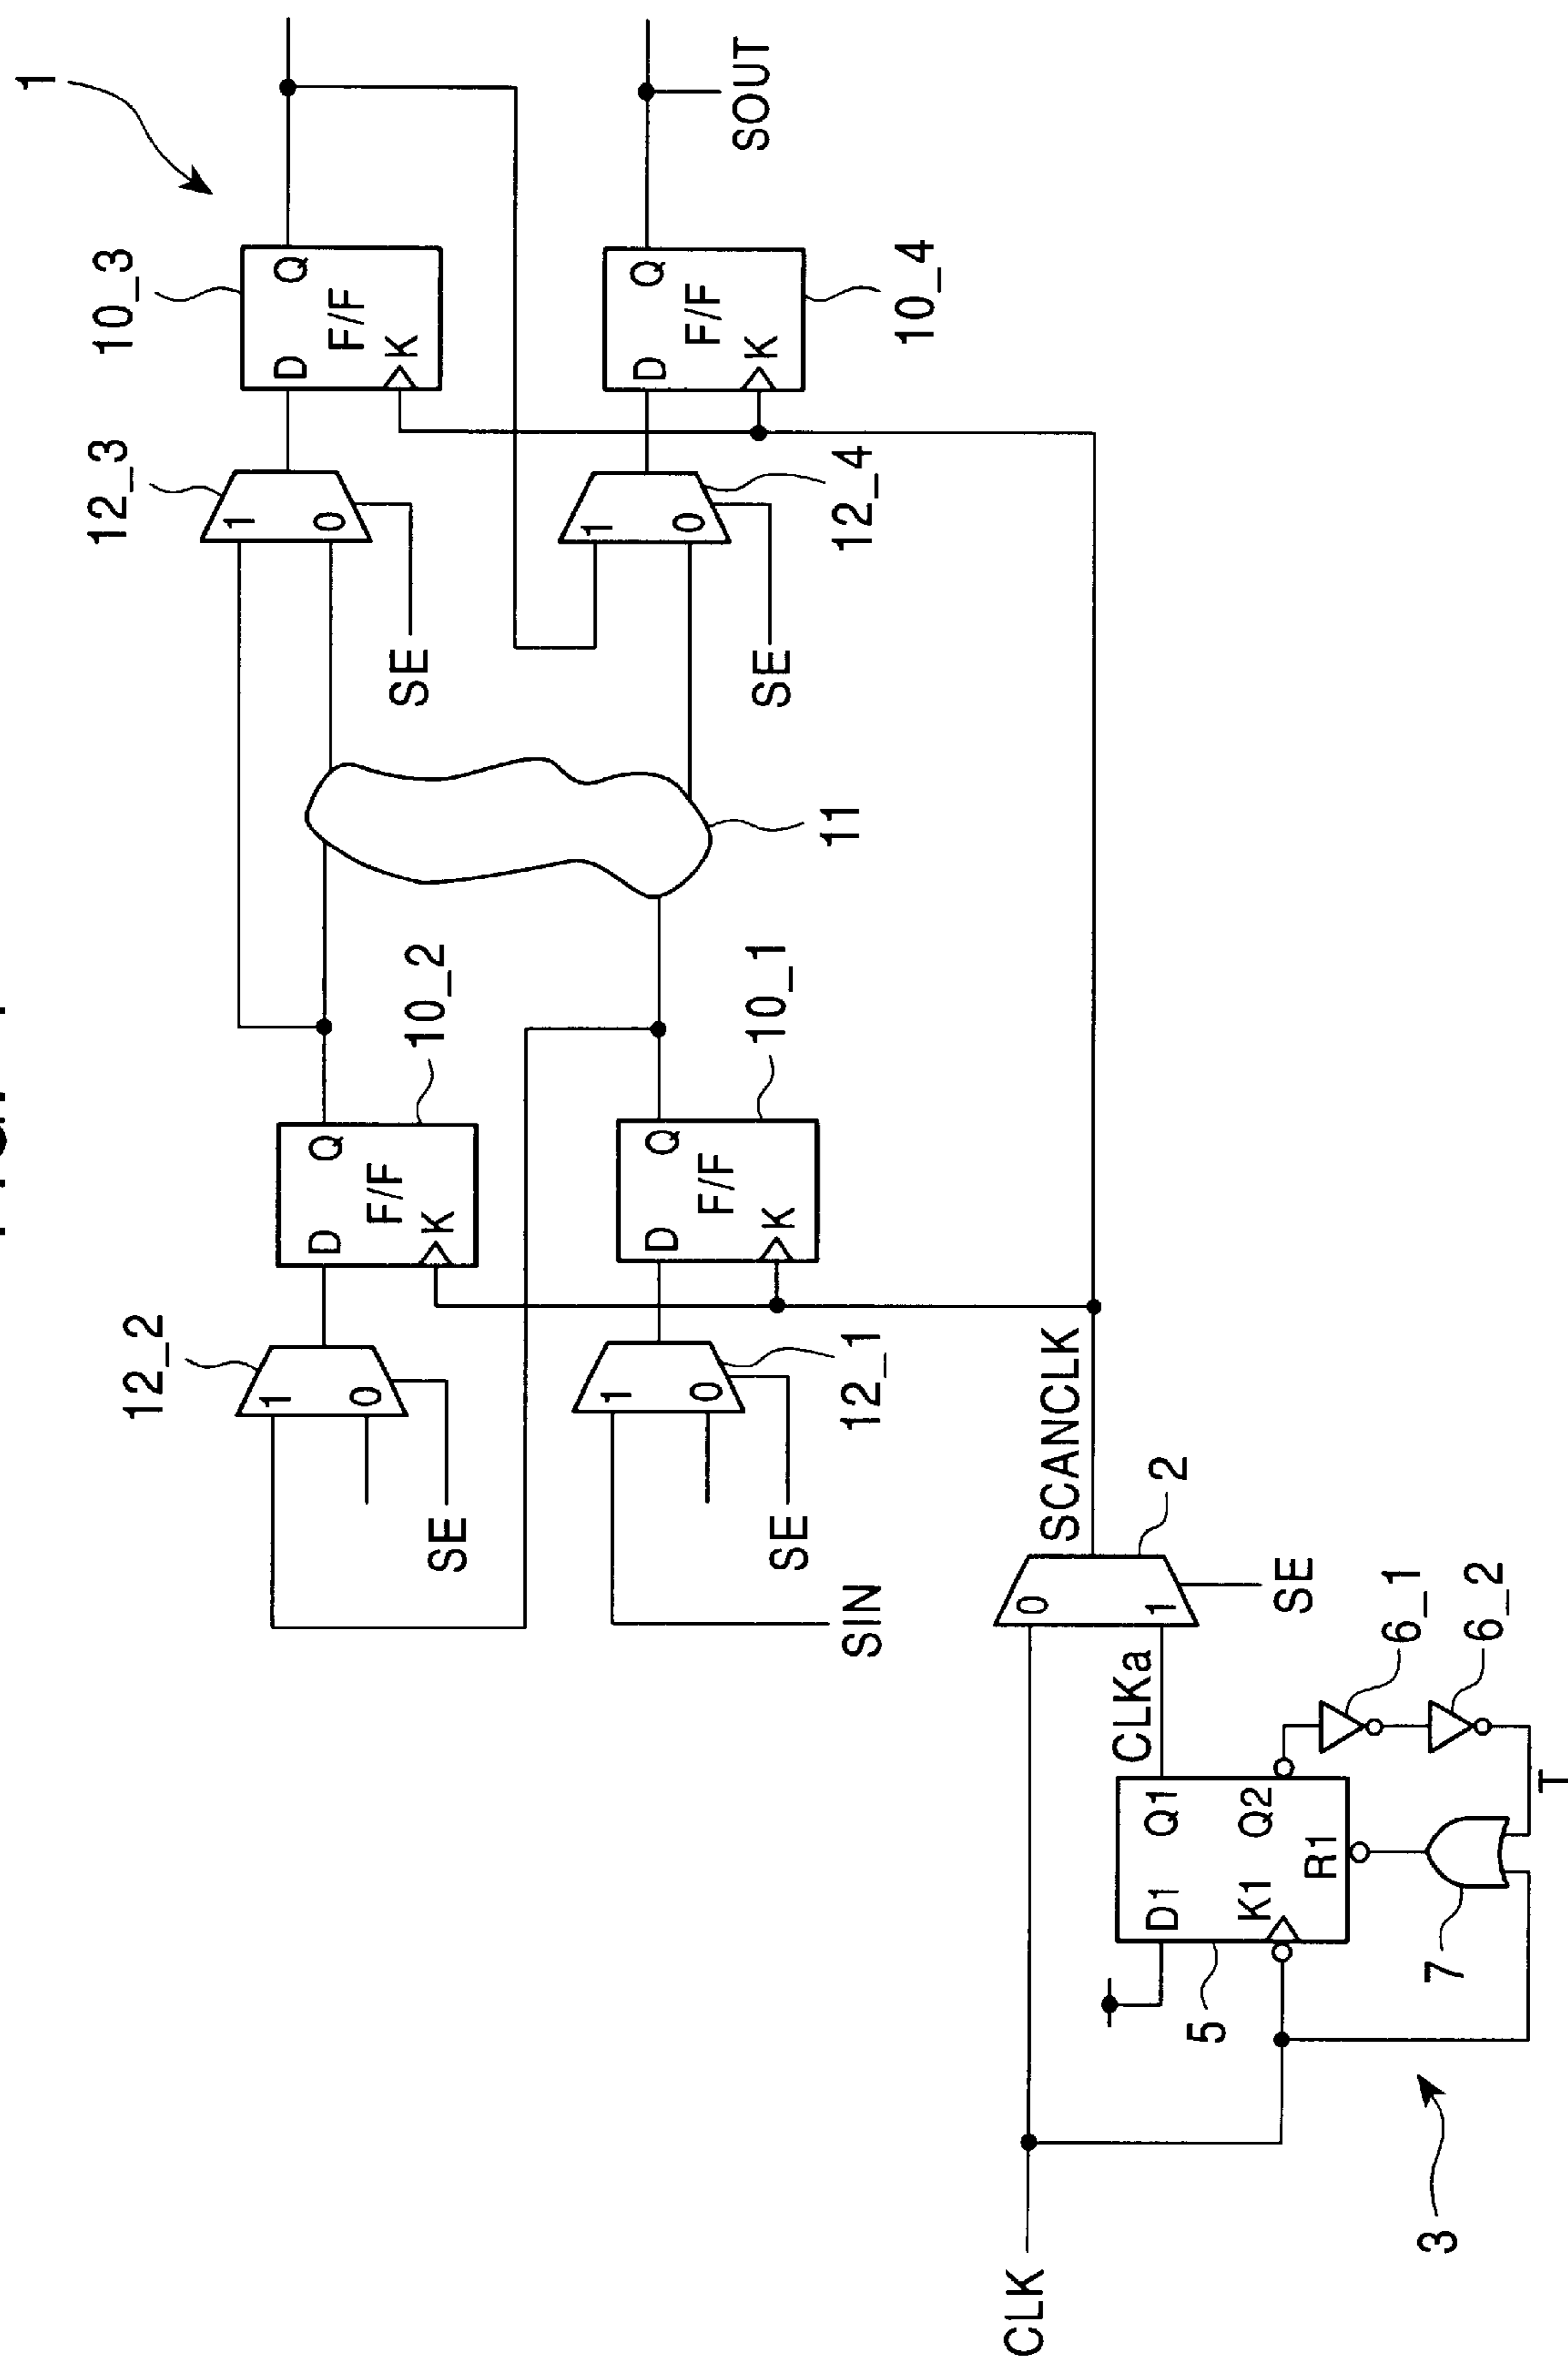 1
10_3
Q
D
F/F
K
12_3
1
0
SE
10_2
Q
D
F/F
K
12_2
1
0
SE
SOUT
10_4
Q
D
F/F
K
12_4
1
0
SE
11
10_1
Q
D
F/F
K
12_1
1
0
SE
SIN
SCANCLK
2
0
1
SE
CLKa
6_1
6_2
Q1
Q2
D1
K1
R1
T
5
7
3
CLK